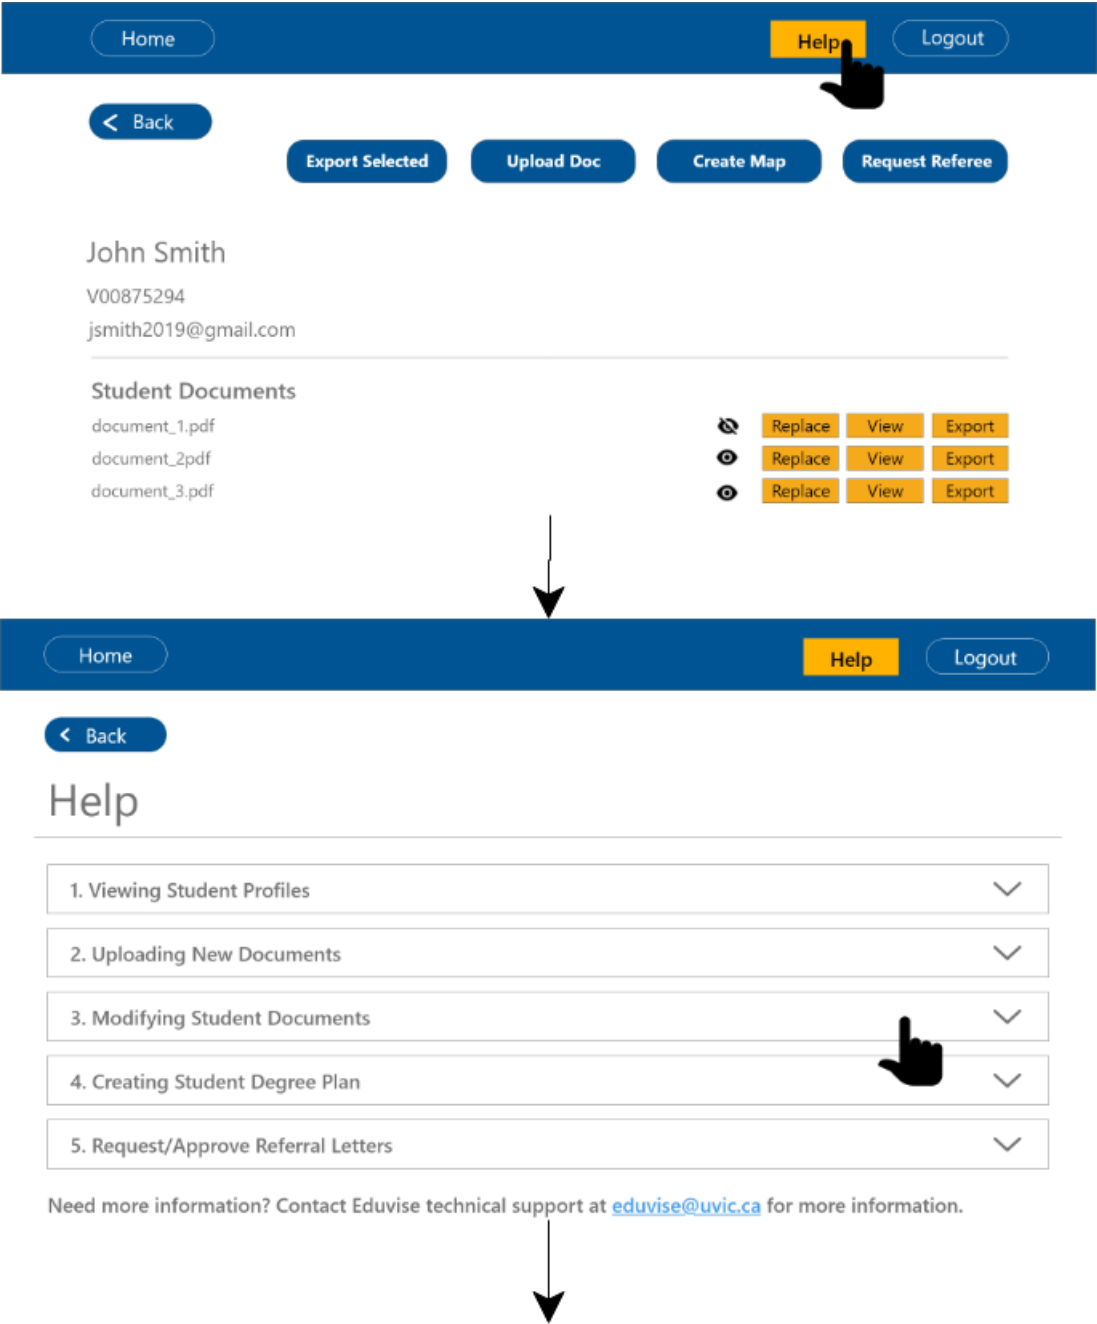 Home Help Logout
Back
Export Selected Upload Doc Create Map Request Referee
John Smith
V00875294
jsmith2019@gmail.com
Student Documents
document_1.pdf Replace View Export
document_2pdf Replace View Export
document_3.pdf Replace View Export
Home Help Logout
Back
Help
1. Viewing Student Profiles
2. Uploading New Documents
3. Modifying Student Documents
4. Creating Student Degree Plan
5. Request/Approve Referral Letters
Need more information? Contact Eduvise technical support at eduvise@uvic.ca for more information.